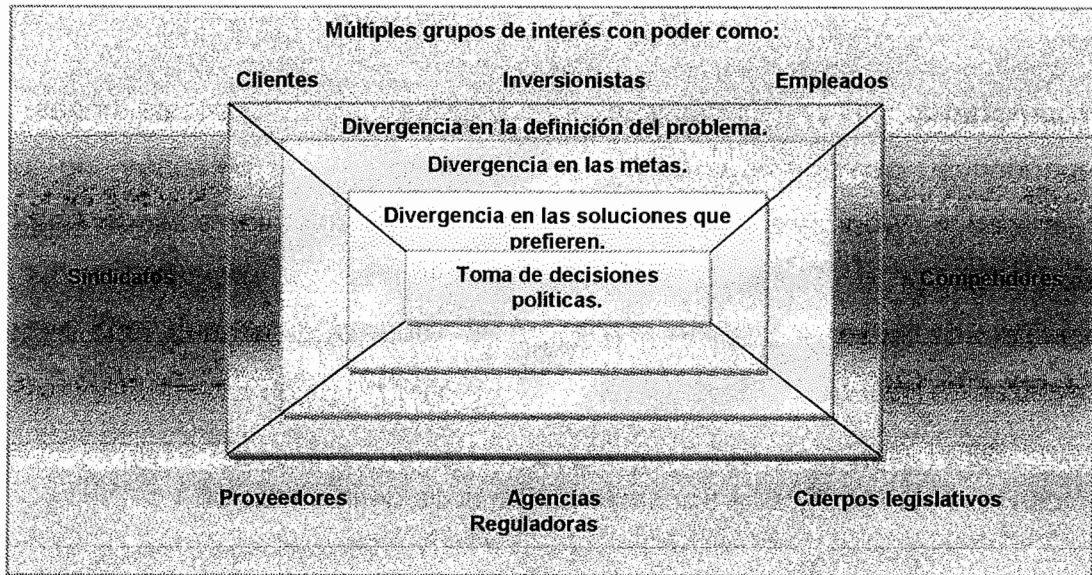 Múltiples grupos de interés con poder como:
Clientes Inversionistas Empleados
Divergencia en la definición del problema.
Divergencia en las metas.
Divergencia en las soluciones que
prefieren.
Sindicatos Toma de decisiones Competidores
políticas.
Proveedores Agencias Cuerpos legislativos
Reguladoras